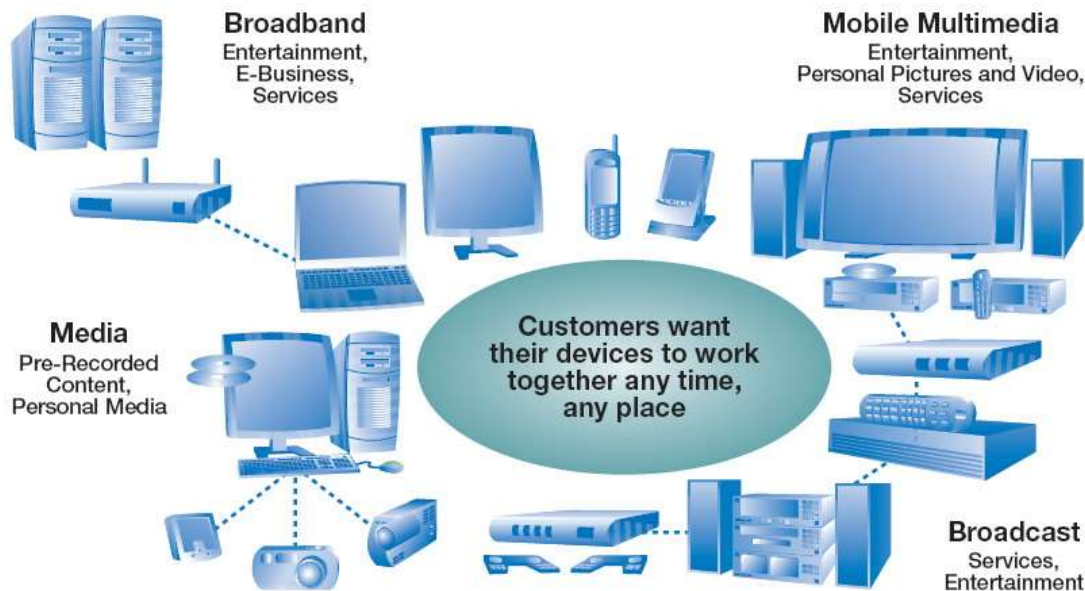 Broadband
Entertainment,
E-Business,
Services
Mobile Multimedia
Entertainment,
Personal Pictures and Video,
Services
Customers want
their devices to work
together any time,
any place
Media
Pre-Recorded
Content,
Personal Media
Broadcast
Services,
Entertainment